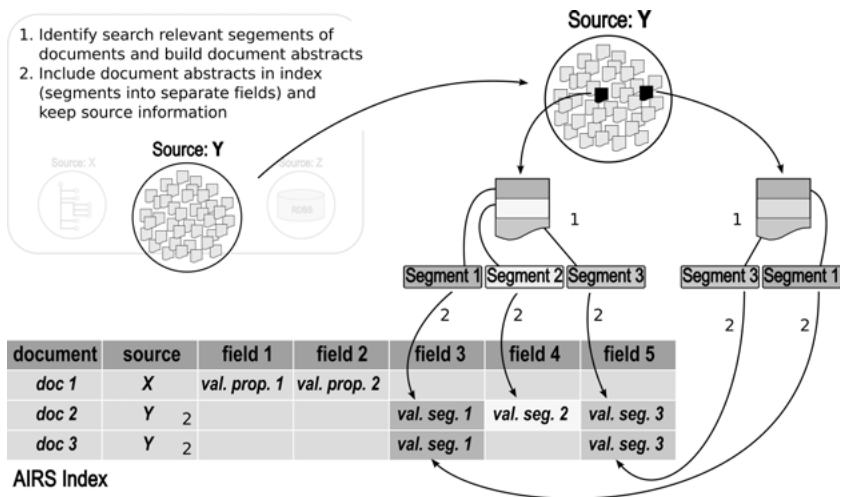 1. Identify search relevant segements of
documents and build document abstracts
2. Include document abstracts in index
(segments into separate fields) and
keep source information
Source: Y
Source: X
Source: Y
Source: Z
RDBS
1
1
Segment 1 Segment 2 Segment 3
Segment 3 Segment 1
2 2 2 2 2
document source field 1 field 2 field 3 field 4 field 5
doc 1 X val. prop. 1 val. prop. 2
doc 2 Y 2 val. seg. 1 val. seg. 2 val. seg. 3
doc 3 Y 2 val. seg. 1 val. seg. 3
AIRS Index